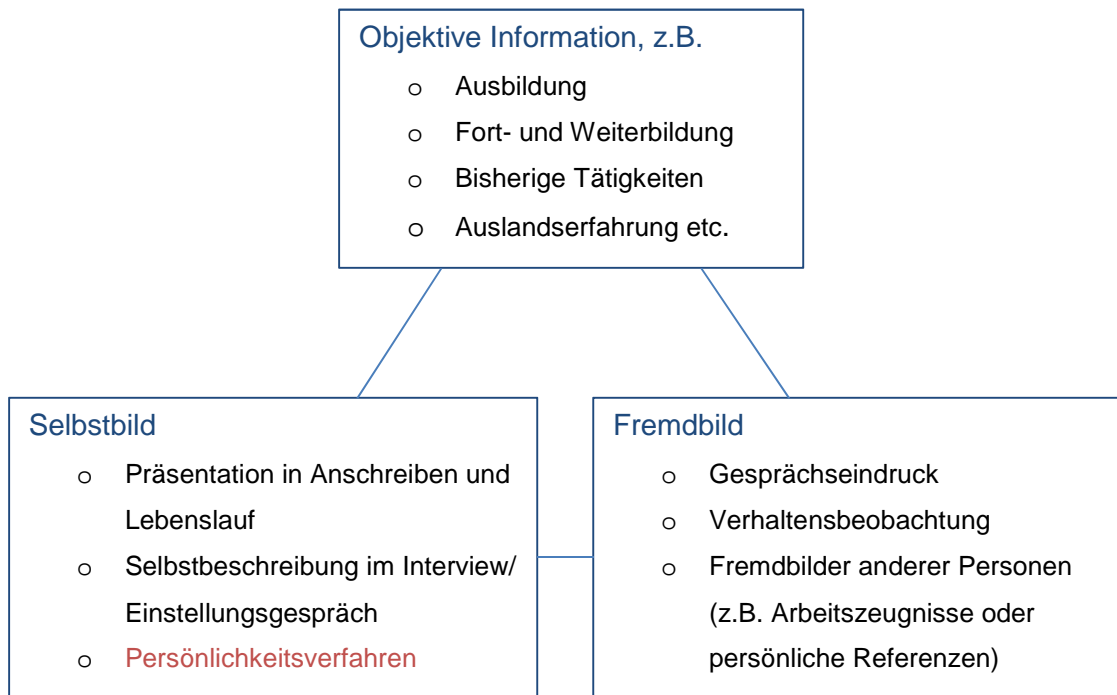 Objektive Information, z.B.
o Ausbildung
o Fort- und Weiterbildung
o Bisherige Tätigkeiten
o Auslandserfahrung etc.
Selbstbild
o Präsentation in Anschreiben und
Lebenslauf
o Selbstbeschreibung im Interview/
Einstellungsgespräch
o Persönlichkeitsverfahren
Fremdbild
o Gesprächseindruck
o Verhaltensbeobachtung
o Fremdbilder anderer Personen
(z.B. Arbeitszeugnisse oder
persönliche Referenzen)